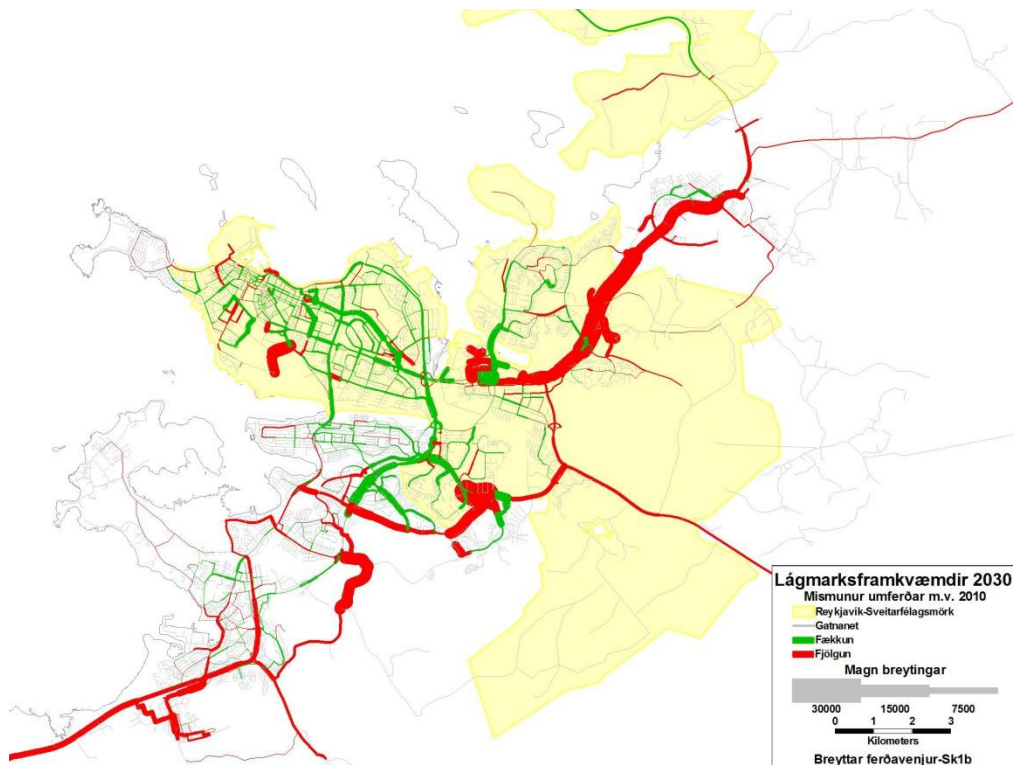 Lágmarksframkvæmdir 2030
Mismunur umferðar m.v. 2010
Reykjavik-Sveitarfélagsmörk
Gatnanet
Fækkun
Fjölgun
Magn breytingar
30000 15000 7500
0 1 2 3
Kilometers
Breyttar ferðavenjur-Sk1b